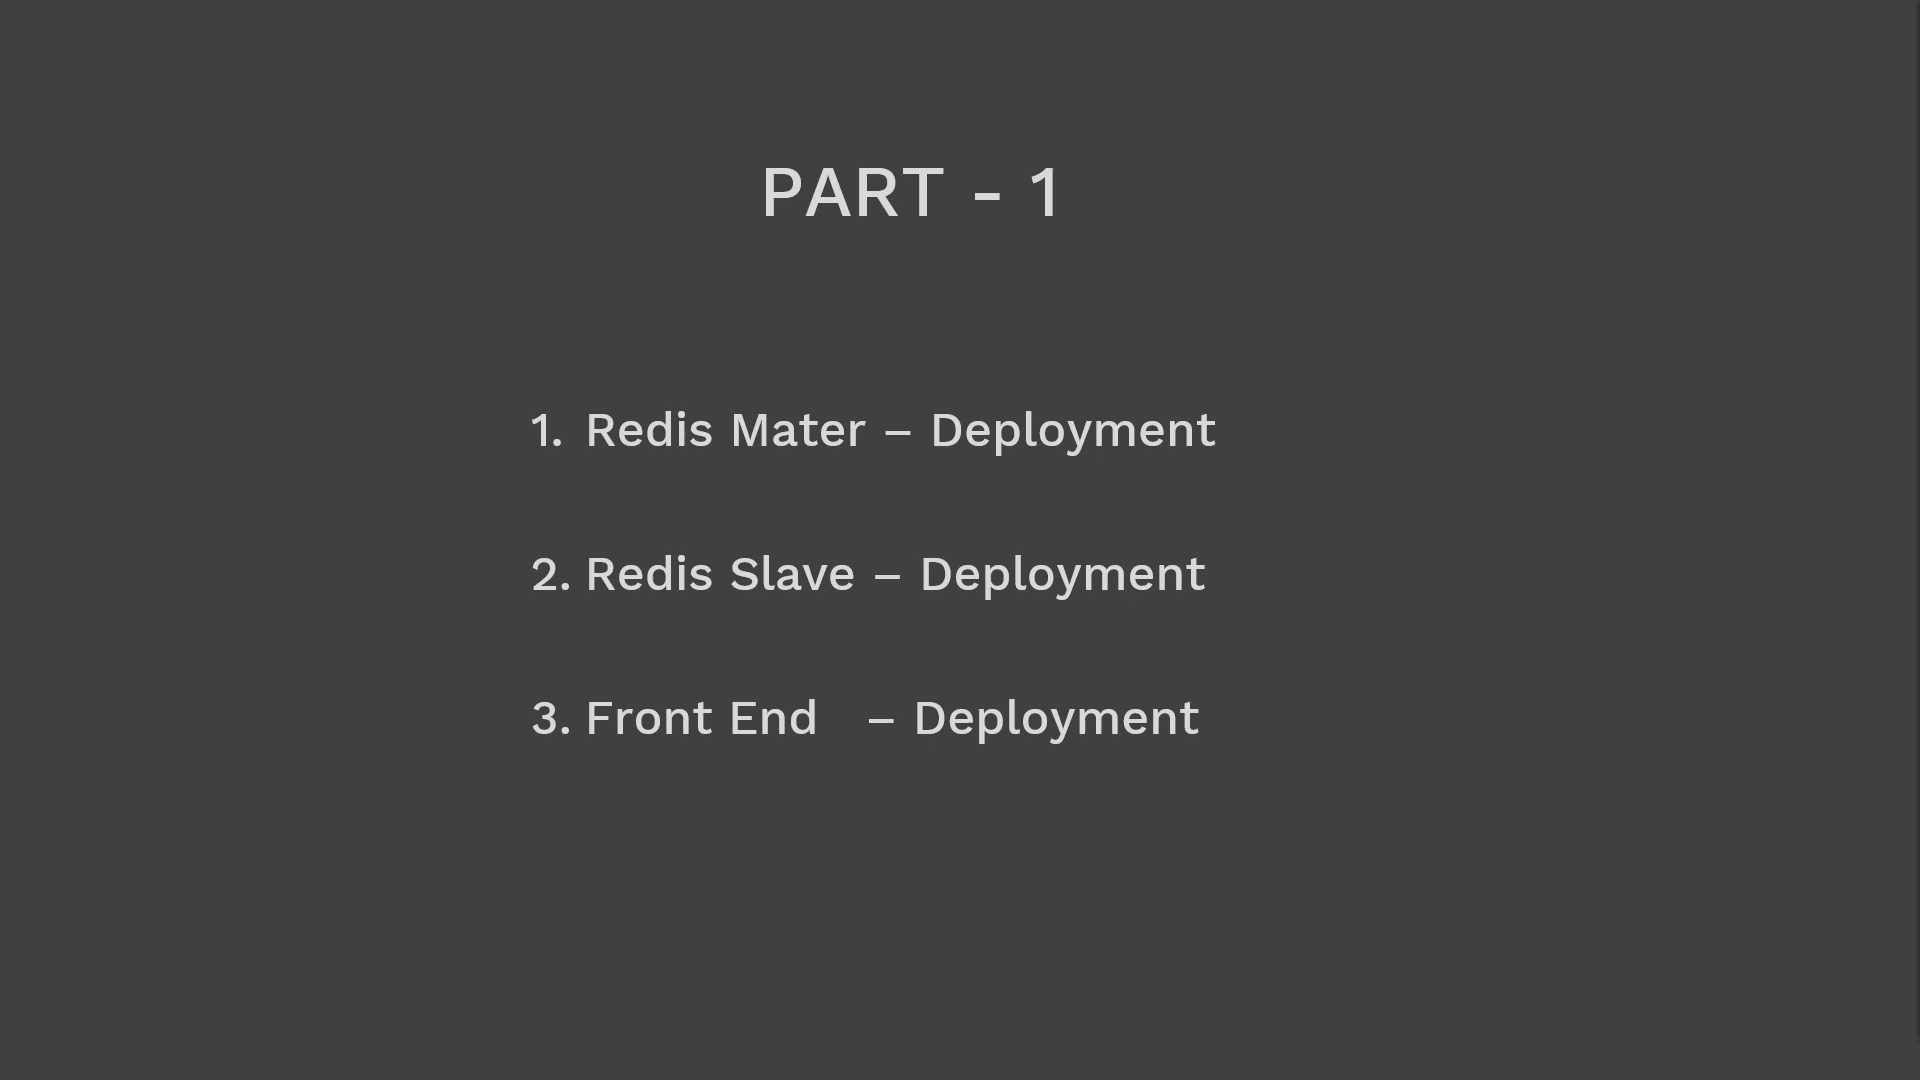 PART - 1
1. Redis Mater – Deployment
2. Redis Slave – Deployment
3. Front End – Deployment